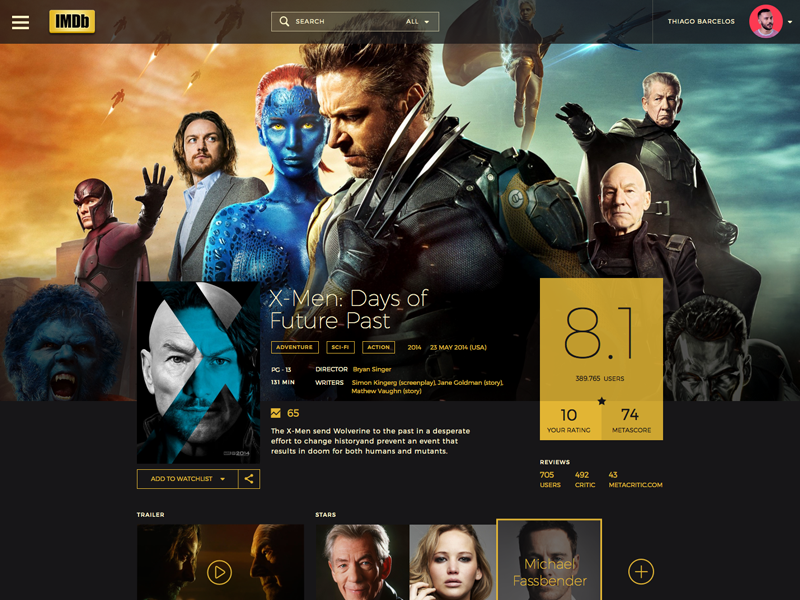 IMDb
SEARCH
ALL
THIAGO BARCELOS
X-Men: Days of
Future Past
ADVENTURE SCI-FI ACTION 2014 23 MAY 2014 (USA)
PG - 13 DIRECTOR Bryan Singer
131 MIN WRITERS Simon Kingerg (screenplay), Jane Goldman (story),
Mathew Vaughn (story)
65
The X-Men send Wolverine to the past in a desperate
effort to change historyand prevent an event that
results in doom for both humans and mutants.
8.1
389.765 USERS
10 74
YOUR RATING METASCORE
REVIEWS
705 492 43
USERS CRITIC METACRITIC.COM
ADD TO WATCHLIST
TRAILER
STARS
Michael
Fassbender